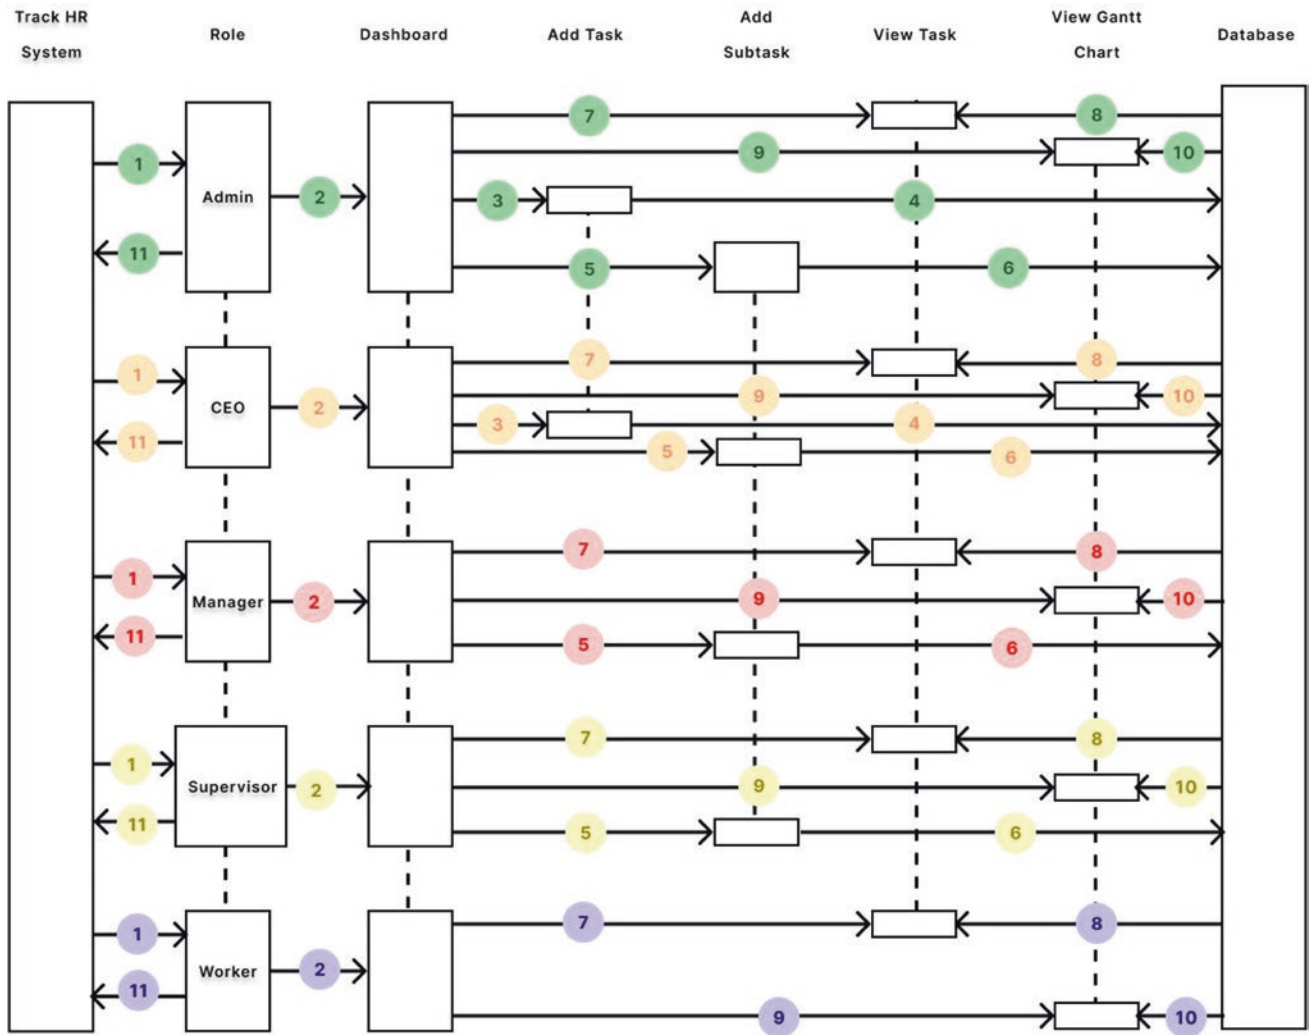 Track HR
System
Role
Dashboard
Add Task
Add
Subtask
View Task
View Gantt
Chart
Database
7
8
1
9
10
Admin
2
3
4
11
5
6
7
8
1
9
10
CEO
2
3
4
11
5
6
7
8
1
Manager
2
9
10
11
5
6
7
8
1
Supervisor
2
9
10
11
5
6
7
8
1
Worker
2
11
9
10